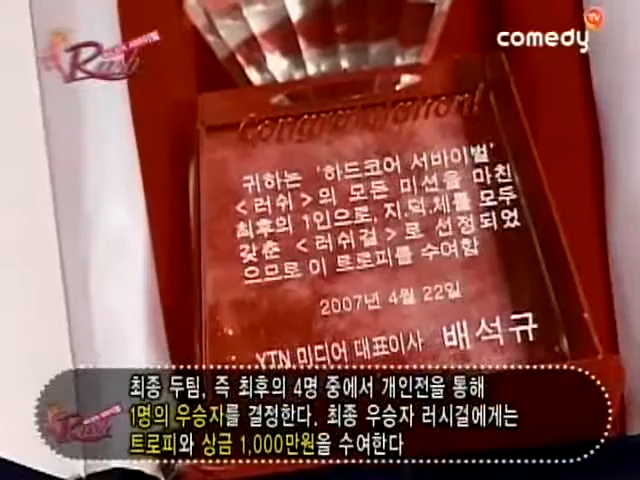 Rush
comedy TV
Congratulation!
귀하는 '하드코어 서바이벌'
<러쉬>의 모든 미션을 마친
최후의 1인으로, 지.덕.체를 모두
갖춘 <러쉬걸>로 선정되었
으므로 이 트로피를 수여함
2007년 4월 22일
YTN 미디어 대표이사 배석규
최종 두팀, 즉 최후의 4명 중에서 개인전을 통해
1명의 우승자를 결정한다. 최종 우승자 러시걸에게는
트로피와 상금 1,000만원을 수여한다
Rush